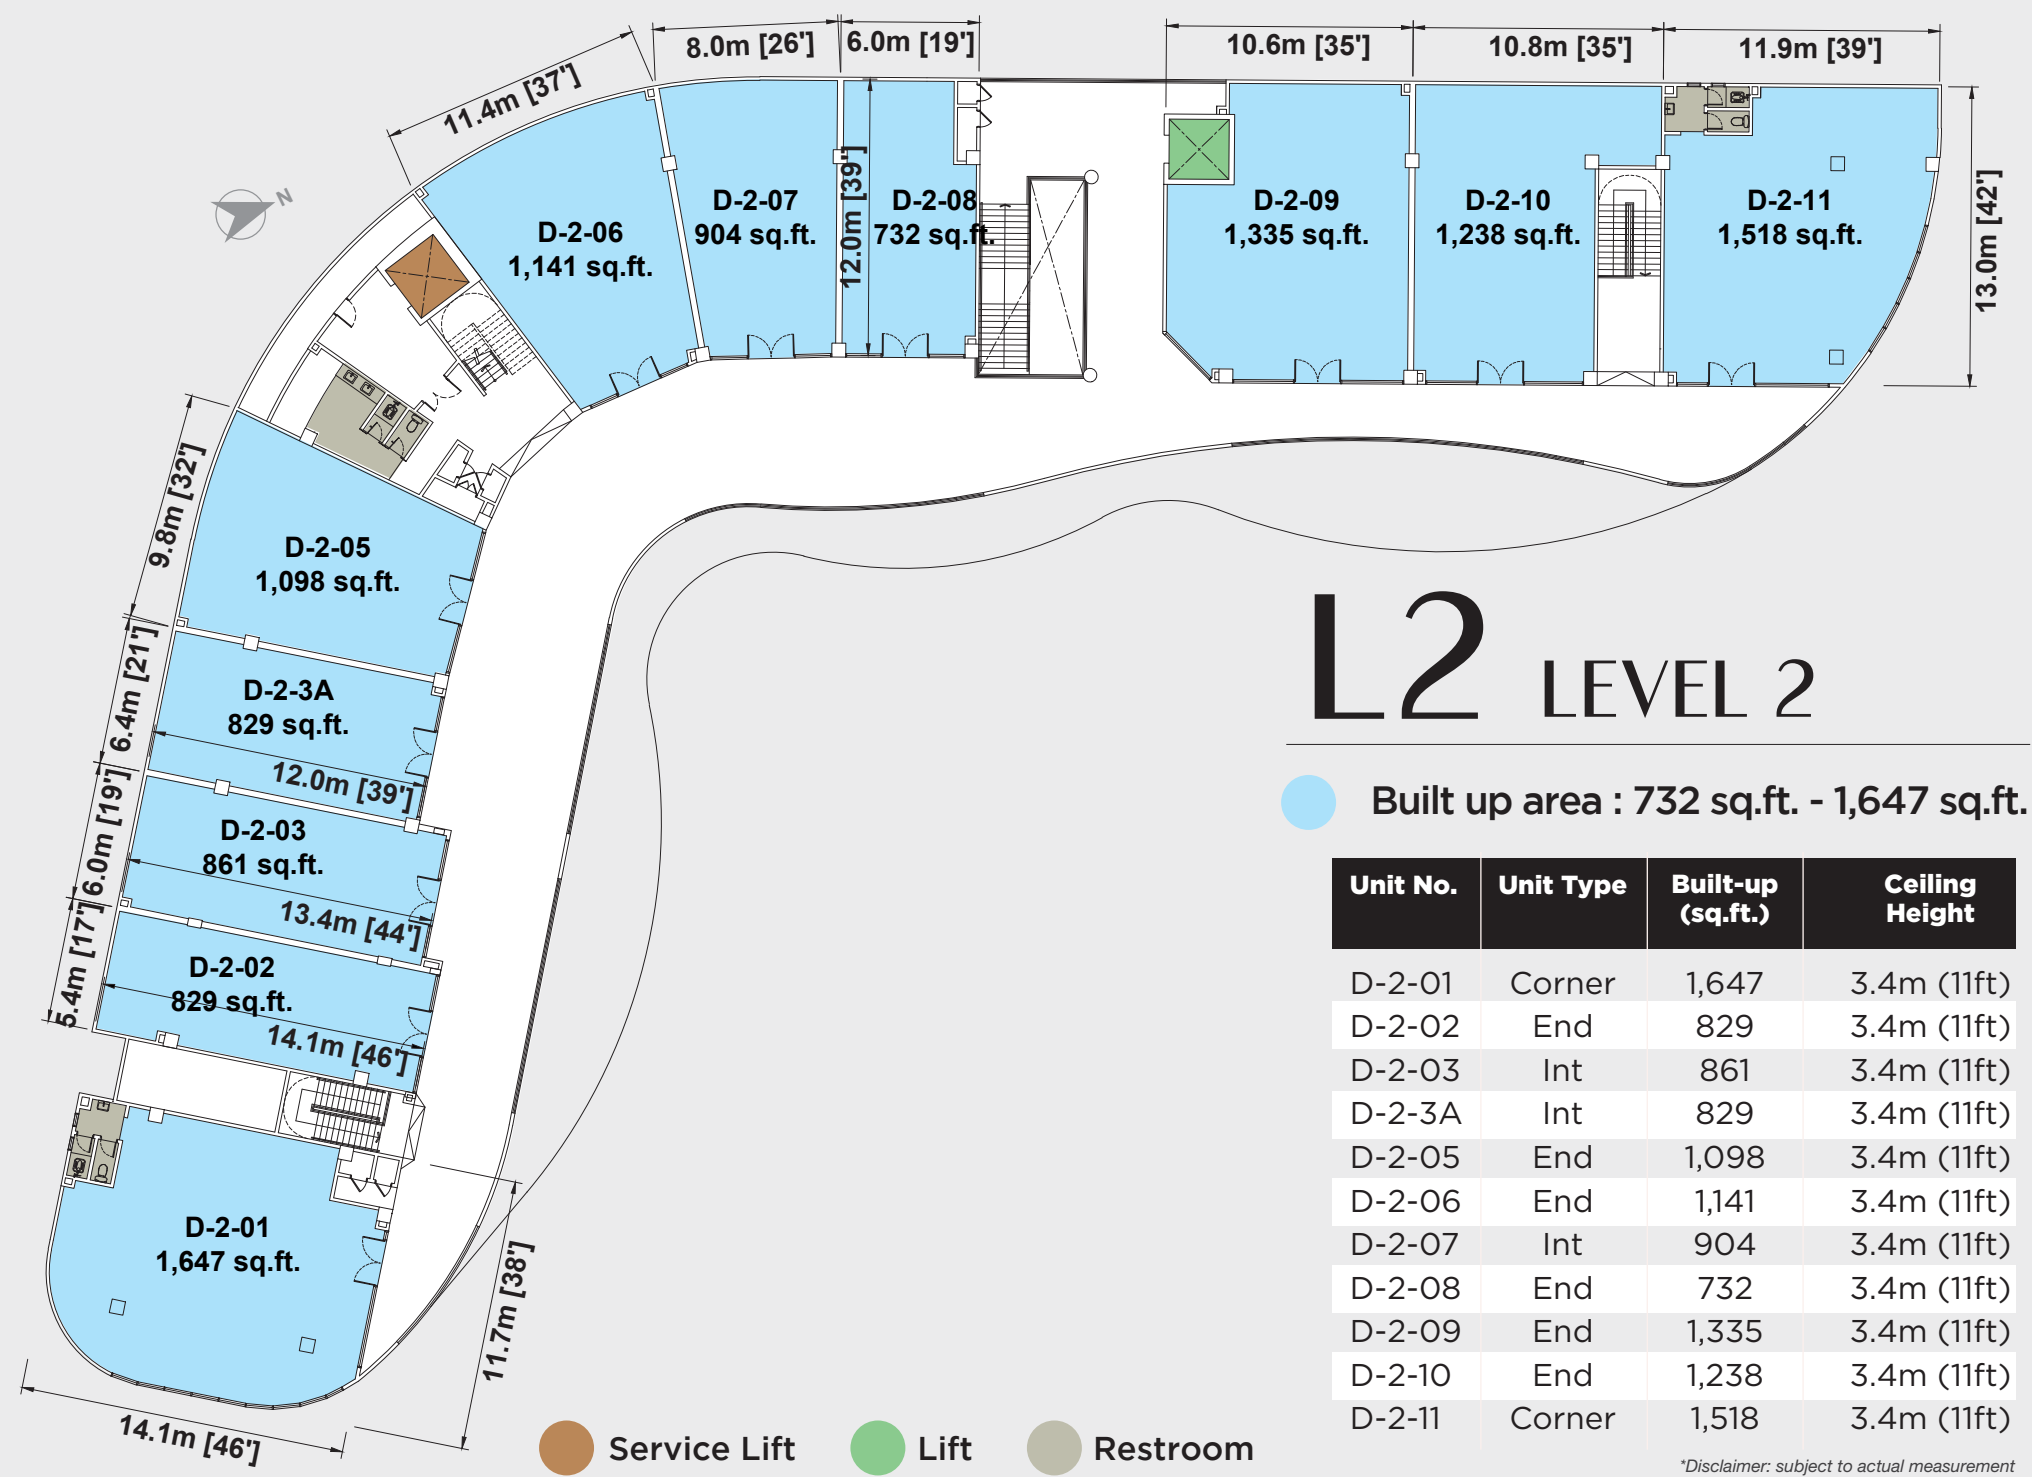 8.0m [26']
6.0m [19']
10.6m [35']
10.8m [35']
11.9m [39']
11.4m [37']
N
D-2-06
1,141 sq.ft.
D-2-07
904 sq.ft.
12.0m [39']
D-2-08
732 sq.ft.
D-2-09
1,335 sq.ft.
D-2-10
1,238 sq.ft.
D-2-11
1,518 sq.ft.
13.0m [42']
9.8m [32']
D-2-05
1,098 sq.ft.
6.4m [21']
D-2-3A
829 sq.ft.
12.0m [39']
6.0m [19']
D-2-03
861 sq.ft.
13.4m [44']
5.4m [17']
D-2-02
829 sq.ft.
14.1m [46']
D-2-01
1,647 sq.ft.
11.7m [38']
14.1m [46']
L2 LEVEL 2
Built up area : 732 sq.ft. - 1,647 sq.ft.
Unit No. Unit Type Built-up (sq.ft.) Ceiling Height
D-2-01 Corner 1,647 3.4m (11ft)
D-2-02 End 829 3.4m (11ft)
D-2-03 Int 861 3.4m (11ft)
D-2-3A Int 829 3.4m (11ft)
D-2-05 End 1,098 3.4m (11ft)
D-2-06 End 1,141 3.4m (11ft)
D-2-07 Int 904 3.4m (11ft)
D-2-08 End 732 3.4m (11ft)
D-2-09 End 1,335 3.4m (11ft)
D-2-10 End 1,238 3.4m (11ft)
D-2-11 Corner 1,518 3.4m (11ft)
Service Lift
Lift
Restroom
*Disclaimer: subject to actual measurement